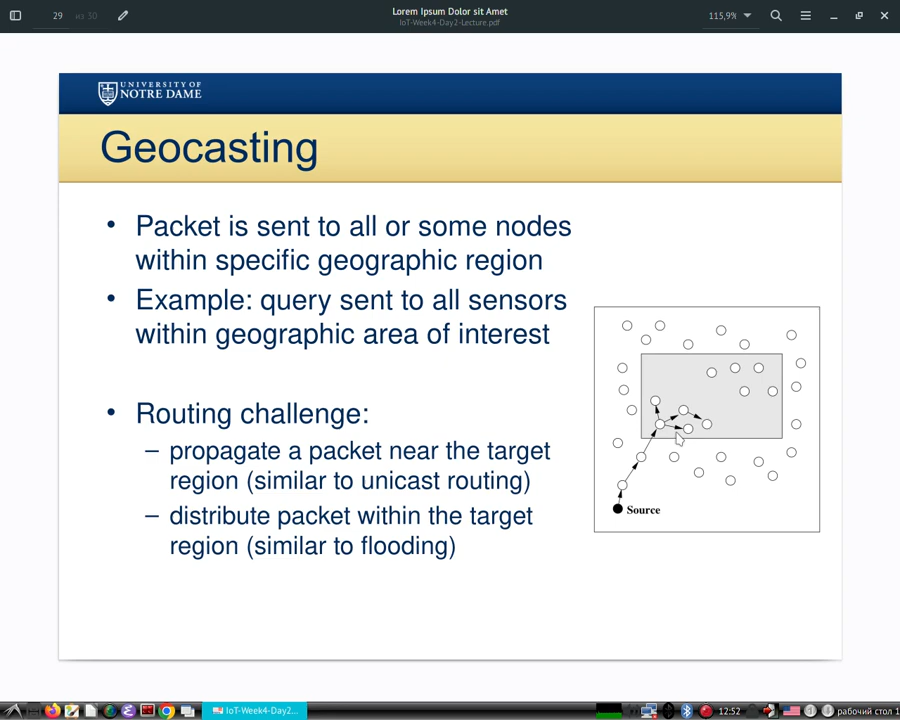 29
из 30
Lorem Ipsum Dolor sit Amet
IoT-Week4-Day2-Lecture.pdf
115,9%
UNIVERSITY OF
NOTRE DAME
Geocasting
• Packet is sent to all or some nodes
within specific geographic region
• Example: query sent to all sensors
within geographic area of interest
• Routing challenge:
– propagate a packet near the target
region (similar to unicast routing)
– distribute packet within the target
region (similar to flooding)
Source
IoT-Week4-Day2...
12:52
рабочий стол 1